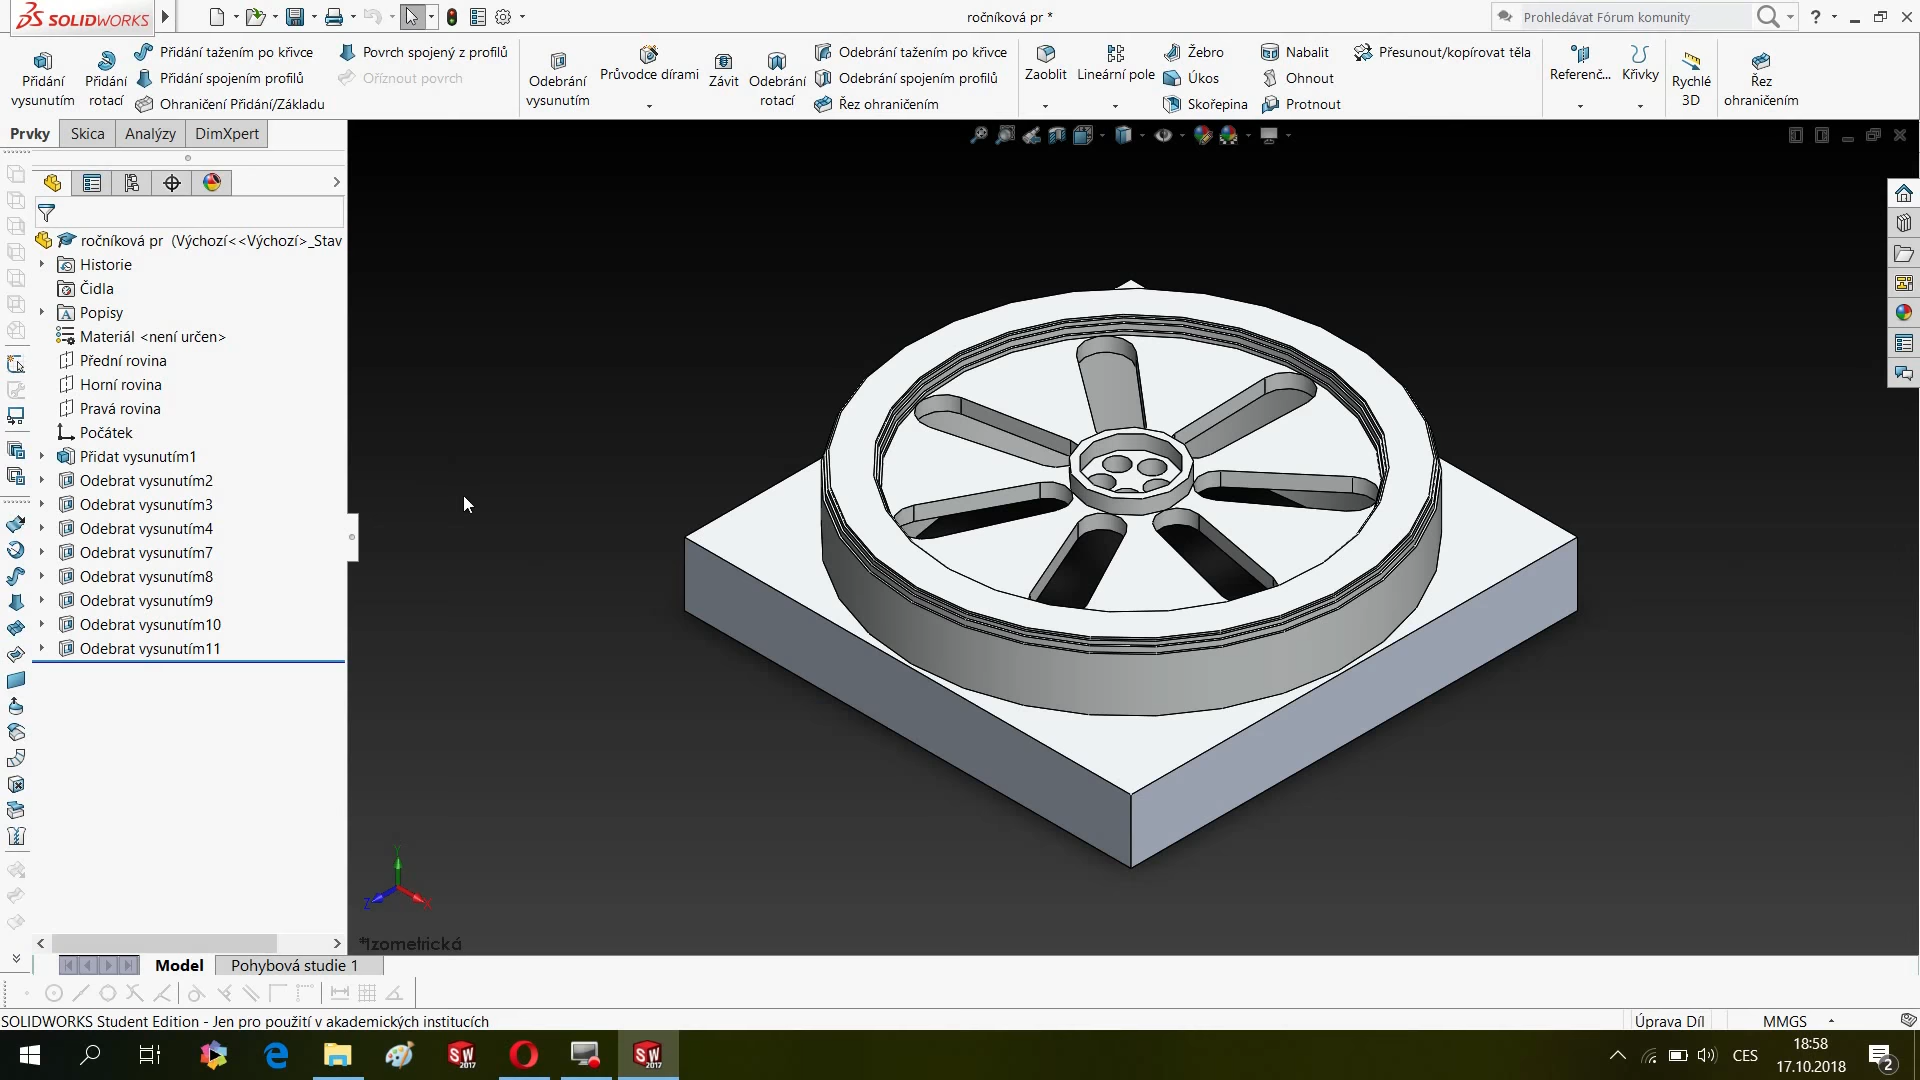 SOLIDWORKS
ročníková pr *
Prohledávat Fórum komunity
?
Přidání vysunutím
Přidání rotací
Přidání tažením po křivce
Přidání spojením profilů
Ohraničení Přidání/Základu
Povrch spojený z profilů
Oříznout povrch
Odebrání vysunutím
Průvodce dírami
Závit
Odebrání rotací
Odebrání tažením po křivce
Odebrání spojením profilů
Řez ohraničením
Zaoblit
Lineární pole
Žebro
Úkos
Skořepina
Nabalit
Ohnout
Protnout
Přesunout/kopírovat těla
Referenč...
Křivky
Rychlé 3D
Řez ohraničením
Prvky
Skica
Analýzy
DimXpert
ročníková pr (Výchozí<<Výchozí>_Stav
Historie
Čidla
Popisy
Materiál <není určen>
Přední rovina
Horní rovina
Pravá rovina
Počátek
Přidat vysunutím1
Odebrat vysunutím2
Odebrat vysunutím3
Odebrat vysunutím4
Odebrat vysunutím7
Odebrat vysunutím8
Odebrat vysunutím9
Odebrat vysunutím10
Odebrat vysunutím11
Y
Z
X
*Izometrická
Model
Pohybová studie 1
SOLIDWORKS Student Edition - Jen pro použití v akademických institucích
Úprava Díl
MMGS
SW 2017
SW 2017
CES
18:58
17.10.2018
2